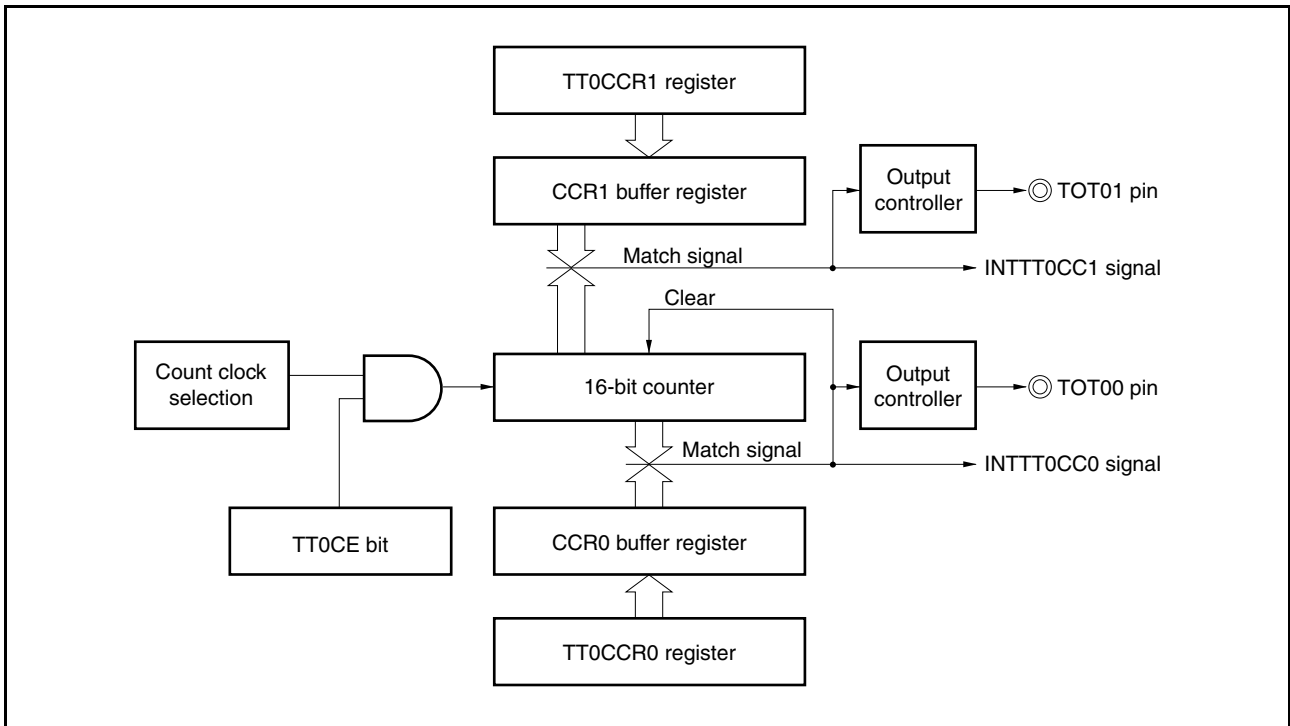 TT0CCR1 register
CCR1 buffer register
Output
controller
TOT01 pin
Match signal
INTTT0CC1 signal
Clear
Count clock
selection
16-bit counter
Output
controller
TOT00 pin
Match signal
INTTT0CC0 signal
TT0CE bit
CCR0 buffer register
TT0CCR0 register